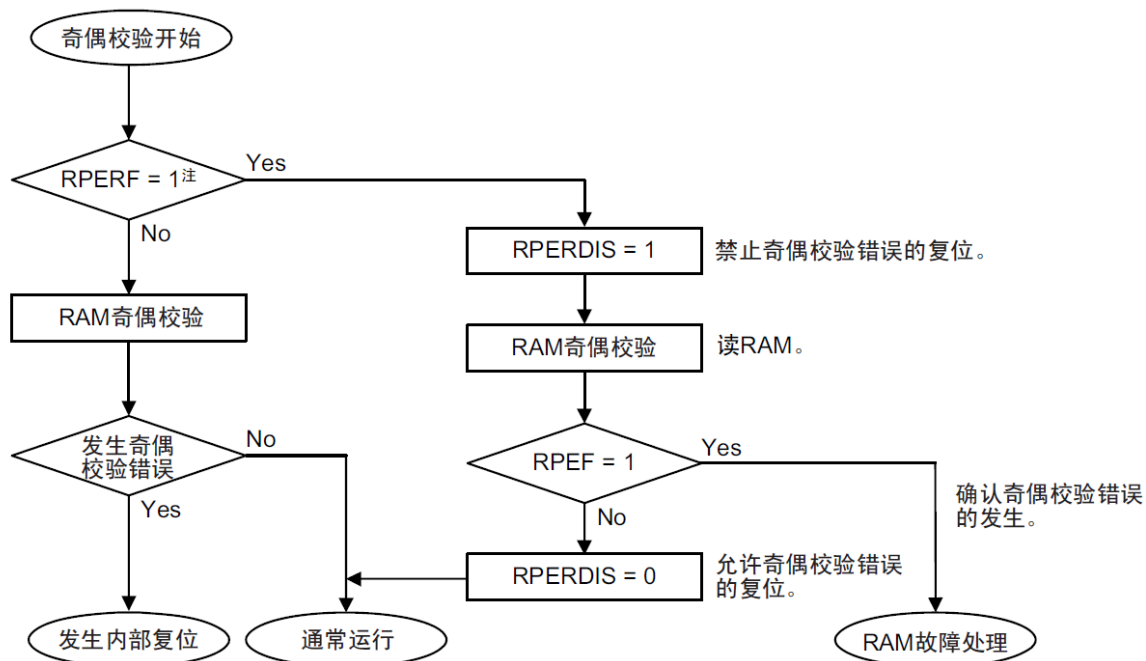 奇偶校验开始
RPERF = 1注
Yes
No
RPERDIS = 1
禁止奇偶校验错误的复位。
RAM奇偶校验
RAM奇偶校验
读RAM。
发生奇偶
校验错误
No
Yes
RPEF = 1
Yes
No
确认奇偶校验错误
的发生。
RPERDIS = 0
允许奇偶校验错误
的复位。
发生内部复位
通常运行
RAM故障处理